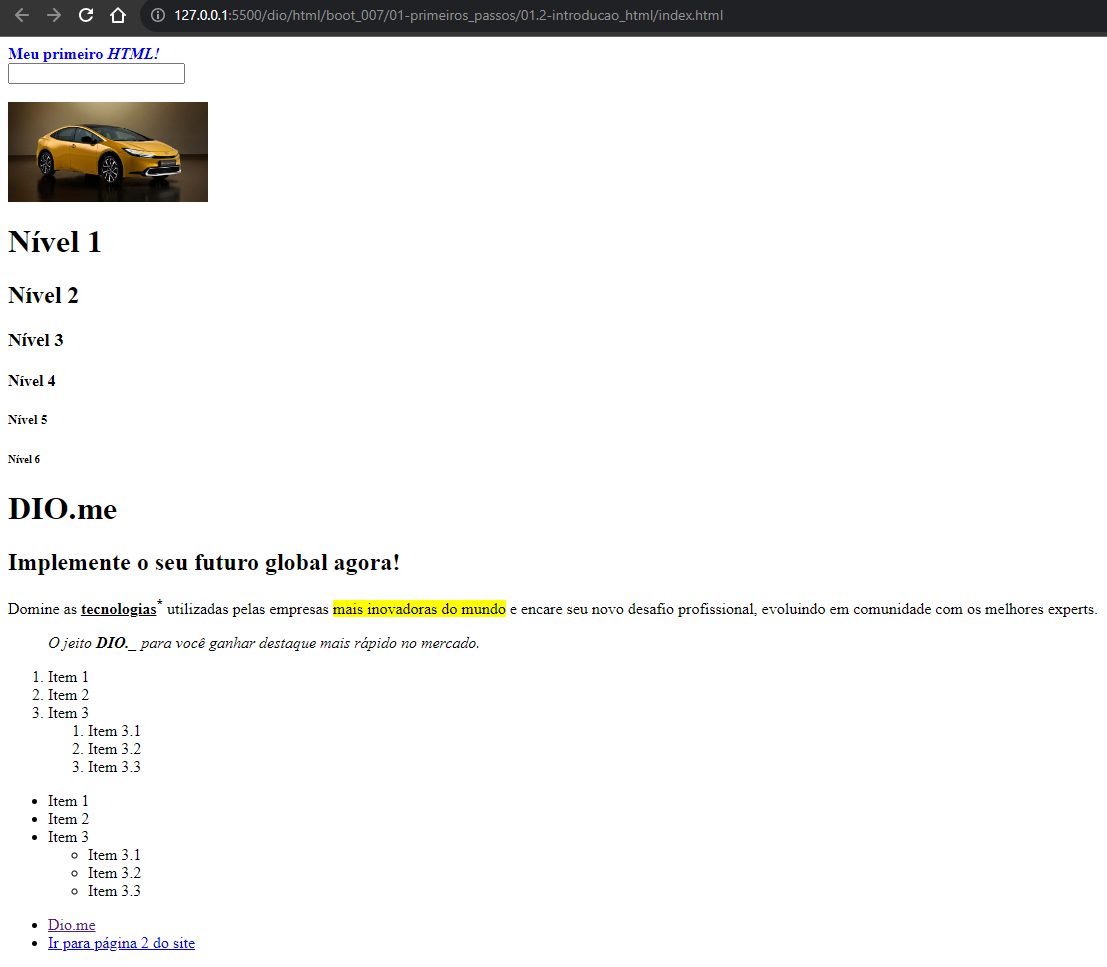 127.0.0.1:5500/dio/html/boot_007/01-primeiros_passos/01.2-introducao_html/index.html
Meu primeiro HTML!
Nível 1
Nível 2
Nível 3
Nível 4
Nível 5
Nível 6
DIO.me
Implemente o seu futuro global agora!
Domine as tecnologias* utilizadas pelas empresas mais inovadoras do mundo e encare seu novo desafio profissional, evoluindo em comunidade com os melhores experts.
O jeito DIO._ para você ganhar destaque mais rápido no mercado.
1. Item 1
2. Item 2
3. Item 3
1. Item 3.1
2. Item 3.2
3. Item 3.3
• Item 1
• Item 2
• Item 3
◦ Item 3.1
◦ Item 3.2
◦ Item 3.3
• Dio.me
• Ir para página 2 do site